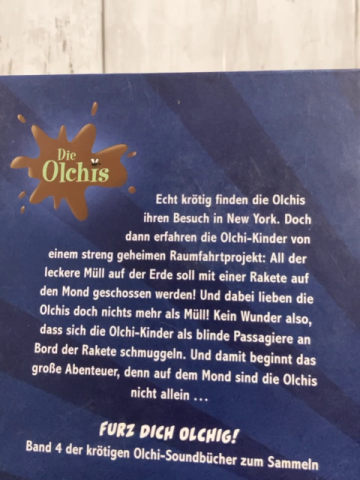 Die
Olchis
Echt krötig finden die Olchis
ihren Besuch in New York. Doch
dann erfahren die Olchi-Kinder von
einem streng geheimen Raumfahrtprojekt: All der
leckere Müll auf der Erde soll mit einer Rakete auf
den Mond geschossen werden! Und dabei lieben die
Olchis doch nichts mehr als Müll! Kein Wunder also,
dass sich die Olchi-Kinder als blinde Passagiere an
Bord der Rakete schmuggeln. Und damit beginnt das
große Abenteuer, denn auf dem Mond sind die Olchis
nicht allein ...
FURZ DICH OLCHIG!
Band 4 der krötigen Olchi-Soundbücher zum Sammeln